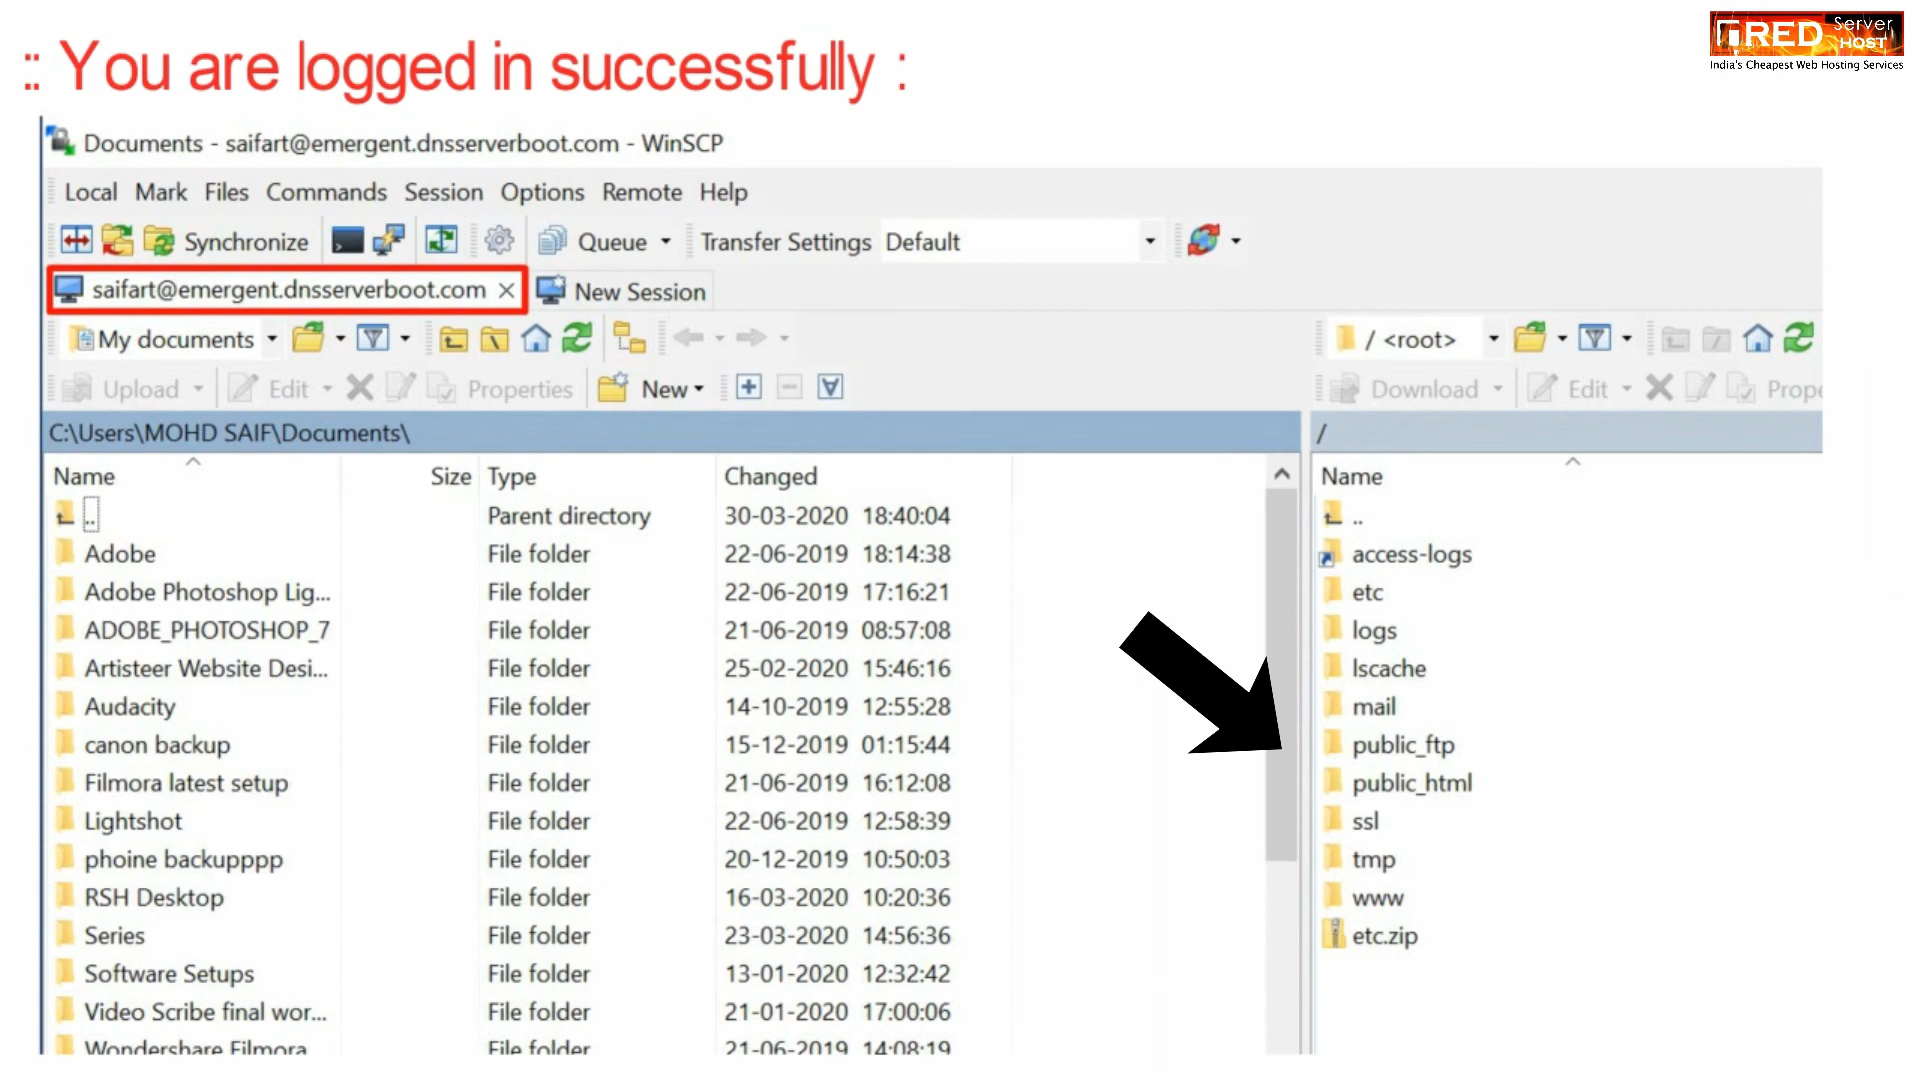 :: You are logged in successfully :
RED Server HOST
India's Cheapest Web Hosting Services
Documents - saifart@emergent.dnsserverboot.com - WinSCP
Local Mark Files Commands Session Options Remote Help
Synchronize Queue Transfer Settings Default
saifart@emergent.dnsserverboot.com New Session
My documents / <root>
Upload Edit Properties New Download Edit Prope
C:\Users\MOHD SAIF\Documents\ /
Name Size Type Changed Name
.. Parent directory 30-03-2020 18:40:04 ..
Adobe File folder 22-06-2019 18:14:38 access-logs
Adobe Photoshop Lig... File folder 22-06-2019 17:16:21 etc
ADOBE_PHOTOSHOP_7 File folder 21-06-2019 08:57:08 logs
Artisteer Website Desi... File folder 25-02-2020 15:46:16 lscache
Audacity File folder 14-10-2019 12:55:28 mail
canon backup File folder 15-12-2019 01:15:44 public_ftp
Filmora latest setup File folder 21-06-2019 16:12:08 public_html
Lightshot File folder 22-06-2019 12:58:39 ssl
phoine backupppp File folder 20-12-2019 10:50:03 tmp
RSH Desktop File folder 16-03-2020 10:20:36 www
Series File folder 23-03-2020 14:56:36 etc.zip
Software Setups File folder 13-01-2020 12:32:42
Video Scribe final wor... File folder 21-01-2020 17:00:06
Wondershare Filmora File folder 21-06-2019 14:08:19